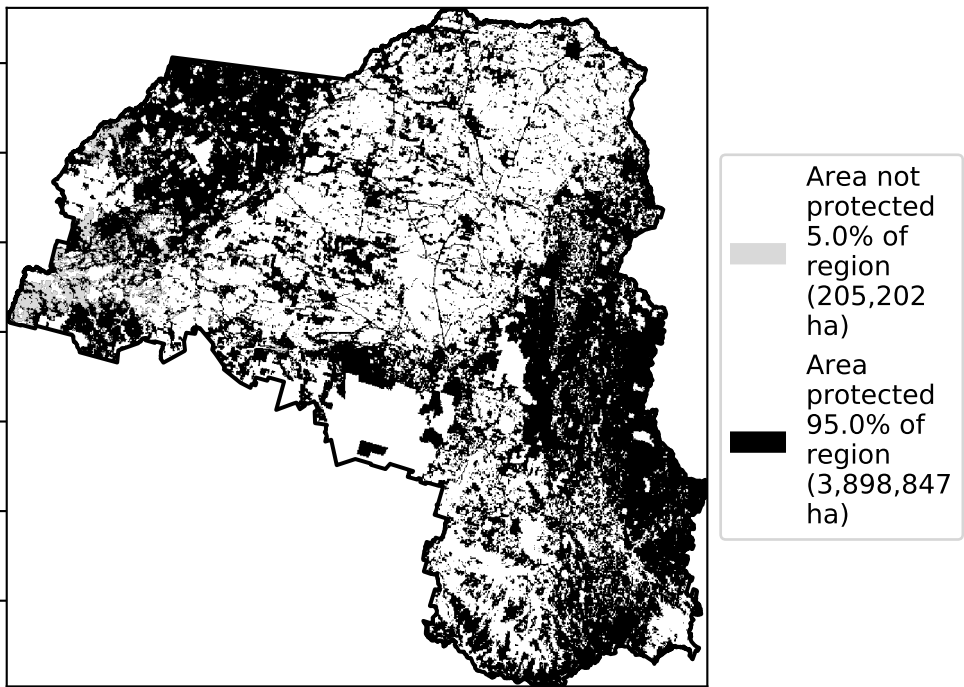 Area not
protected
5.0% of
region
(205,202
ha)
Area
protected
95.0% of
region
(3,898,847
ha)